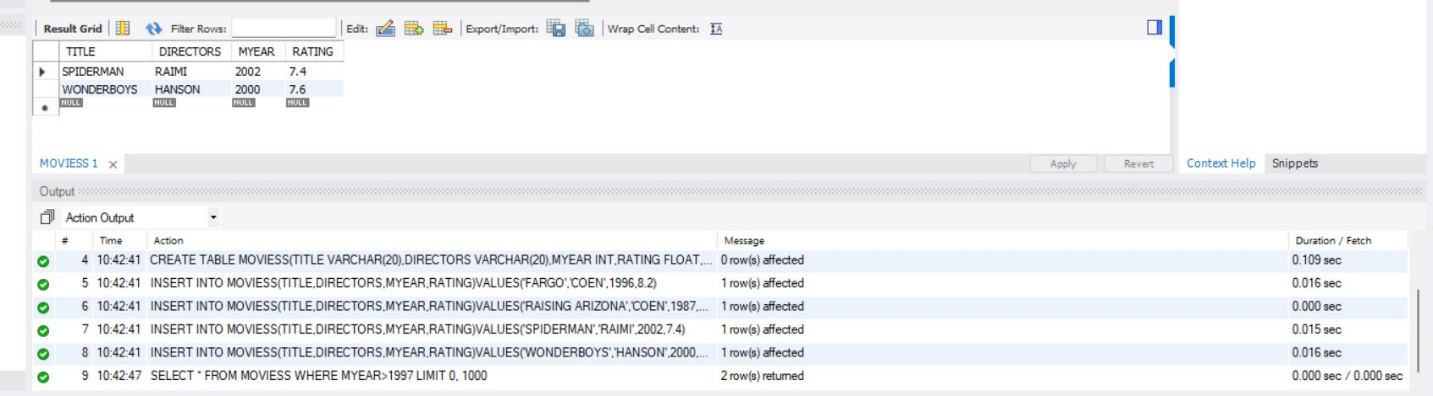 Result Grid Filter Rows: Edit: Export/Import: Wrap Cell Content:
TITLE DIRECTORS MYEAR RATING
SPIDERMAN RAIMI 2002 7.4
WONDERBOYS HANSON 2000 7.6
NULL NULL NULL NULL
MOVIESS 1 Apply Revert Context Help Snippets
Output
Action Output
# Time Action Message Duration / Fetch
4 10:42:41 CREATE TABLE MOVIESS(TITLE VARCHAR(20),DIRECTORS VARCHAR(20),MYEAR INT,RATING FLOAT,... 0 row(s) affected 0.109 sec
5 10:42:41 INSERT INTO MOVIESS(TITLE,DIRECTORS,MYEAR,RATING)VALUES('FARGO','COEN',1996,8.2) 1 row(s) affected 0.016 sec
6 10:42:41 INSERT INTO MOVIESS(TITLE,DIRECTORS,MYEAR,RATING)VALUES('RAISING ARIZONA','COEN',1987,... 1 row(s) affected 0.000 sec
7 10:42:41 INSERT INTO MOVIESS(TITLE,DIRECTORS,MYEAR,RATING)VALUES('SPIDERMAN','RAIMI',2002,7.4) 1 row(s) affected 0.015 sec
8 10:42:41 INSERT INTO MOVIESS(TITLE,DIRECTORS,MYEAR,RATING)VALUES('WONDERBOYS','HANSON',2000,... 1 row(s) affected 0.016 sec
9 10:42:47 SELECT * FROM MOVIESS WHERE MYEAR>1997 LIMIT 0, 1000 2 row(s) returned 0.000 sec / 0.000 sec